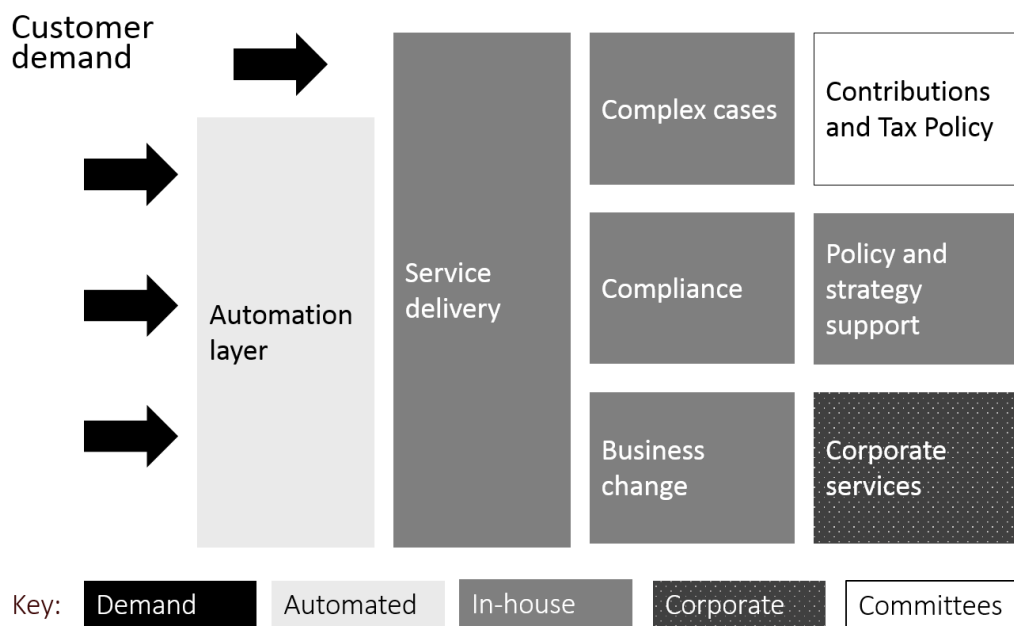 Customer
demand
Automation
layer
Service
delivery
Complex cases
Contributions
and Tax Policy
Compliance
Policy and
strategy
support
Business
change
Corporate
services
Key: Demand Automated In-house Corporate Committees